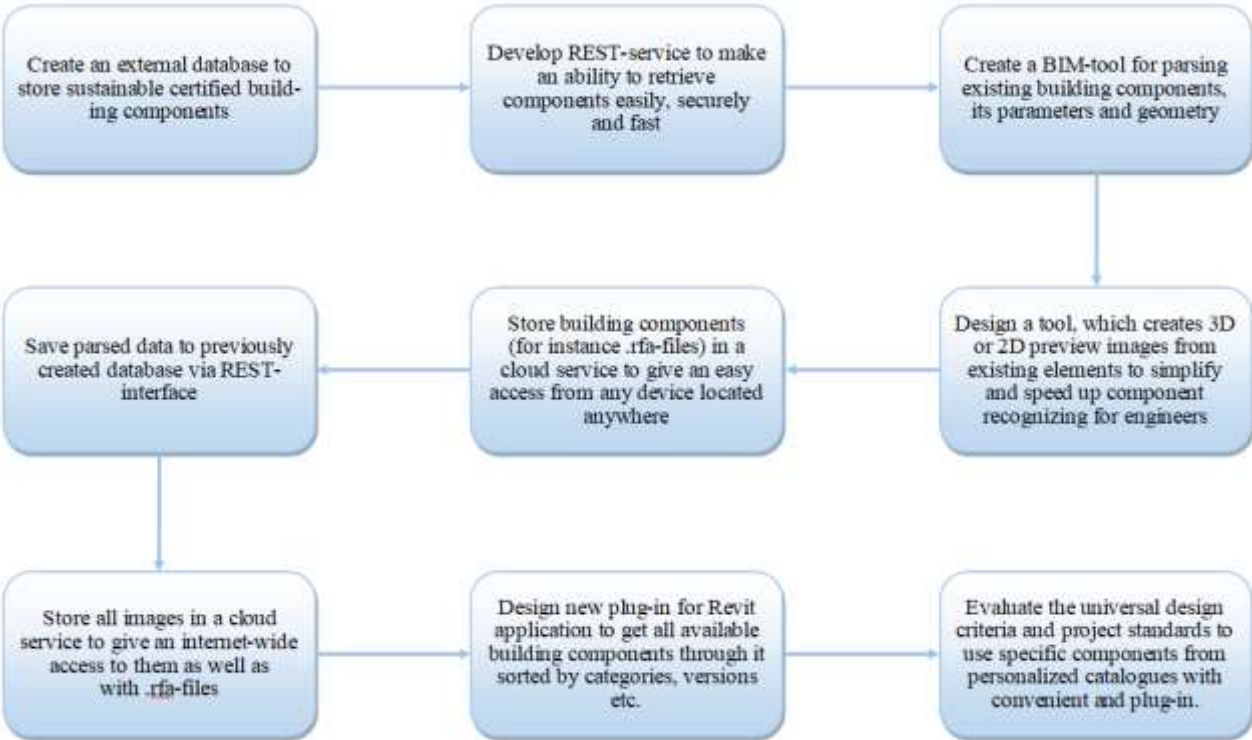 Create an external database to
store sustainable certified build-
ing components
Develop REST-service to make
an ability to retrieve
components easily, securely
and fast
Create a BIM-tool for parsing
existing building components,
its parameters and geometry
Design a tool, which creates 3D
or 2D preview images from
existing elements to simplify
and speed up component
recognizing for engineers
Store building components
(for instance .rfa-files) in a
cloud service to give an easy
access from any device located
anywhere
Save parsed data to previously
created database via REST-
interface
Store all images in a cloud
service to give an internet-wide
access to them as well as
with .rfa-files
Design new plug-in for Revit
application to get all available
building components through it
sorted by categories, versions
etc.
Evaluate the universal design
criteria and project standards to
use specific components from
personalized catalogues with
convenient and plug-in.